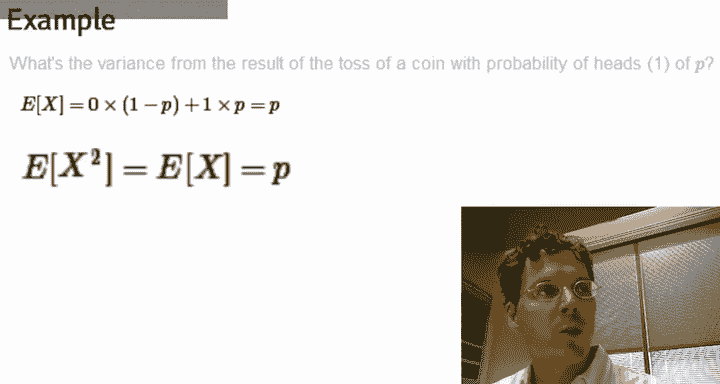 Example
What's the variance from the result of the toss of a coin with probability of heads (1) of p?
E[X] = 0 × (1 − p) + 1 × p = p
E[X²] = E[X] = p